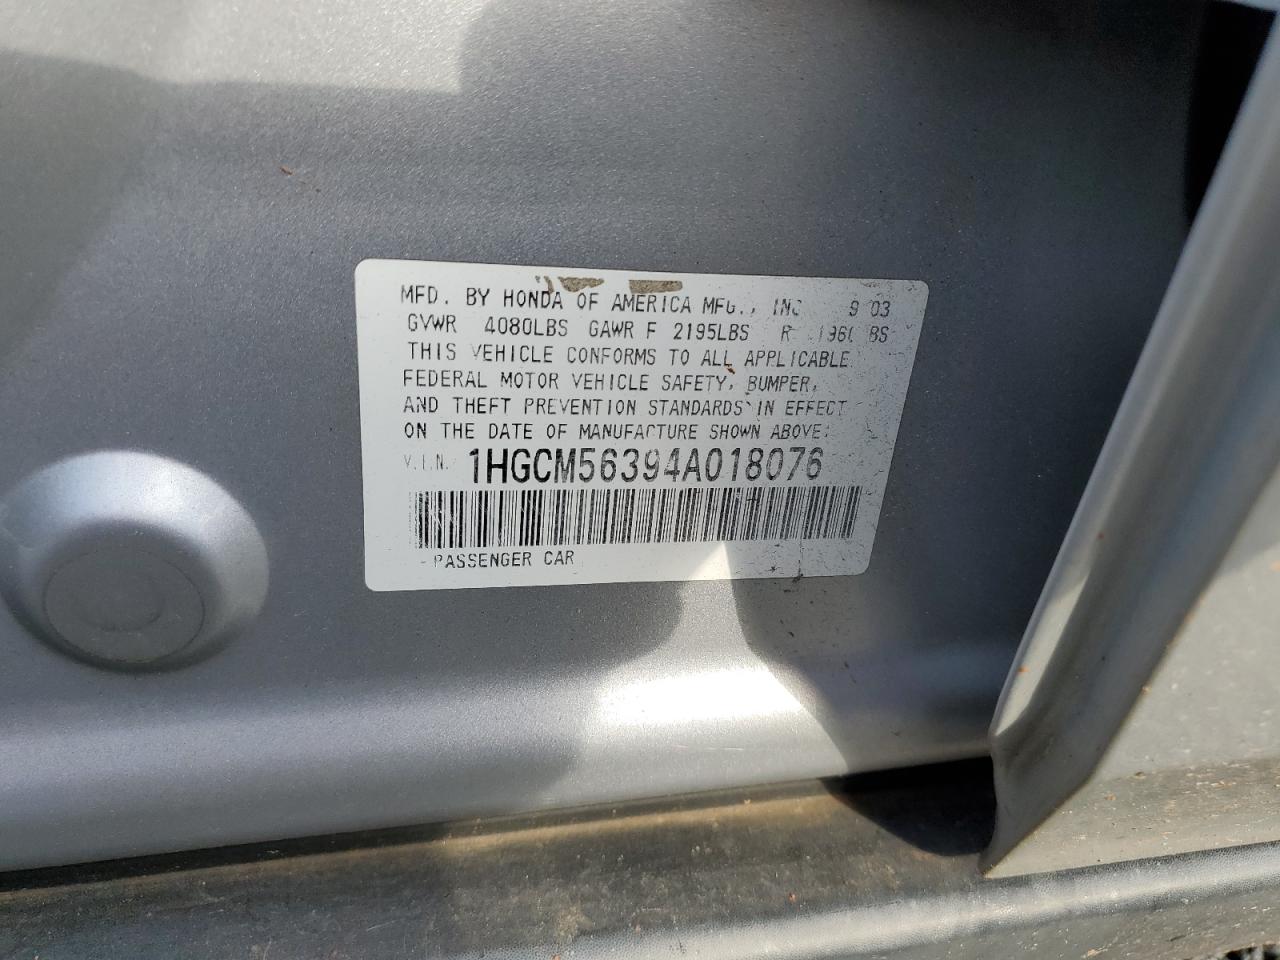 MFD. BY HONDA OF AMERICA MFG., INC 9 03
GVWR 4080LBS GAWR F 2195LBS R
THIS VEHICLE CONFORMS TO ALL APPLICABLE
FEDERAL MOTOR VEHICLE SAFETY, BUMPER,
AND THEFT PREVENTION STANDARDS IN EFFECT
ON THE DATE OF MANUFACTURE SHOWN ABOVE.
V.I.N. 1HGCM56394A018076
PASSENGER CAR